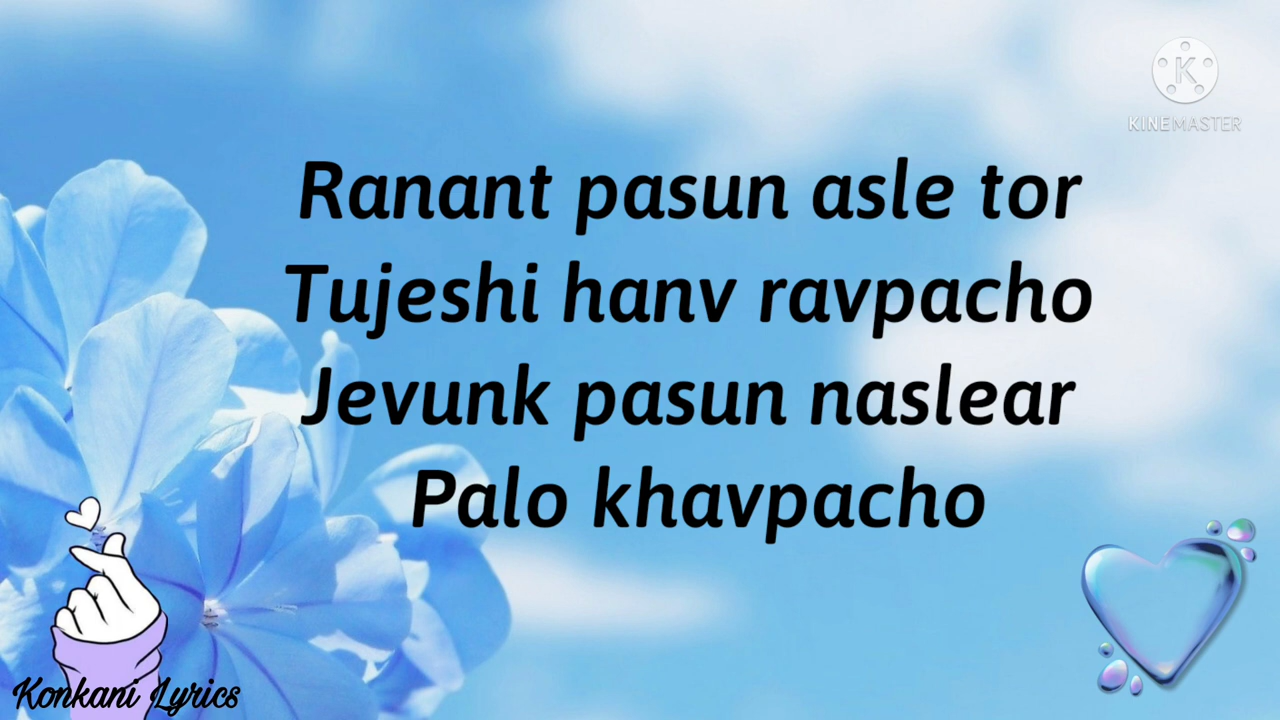 KINEMASTER
Ranant pasun asle tor
Tujeshi hanv ravpacho
Jevunk pasun naslear
Palo khavpacho
Konkani Lyrics